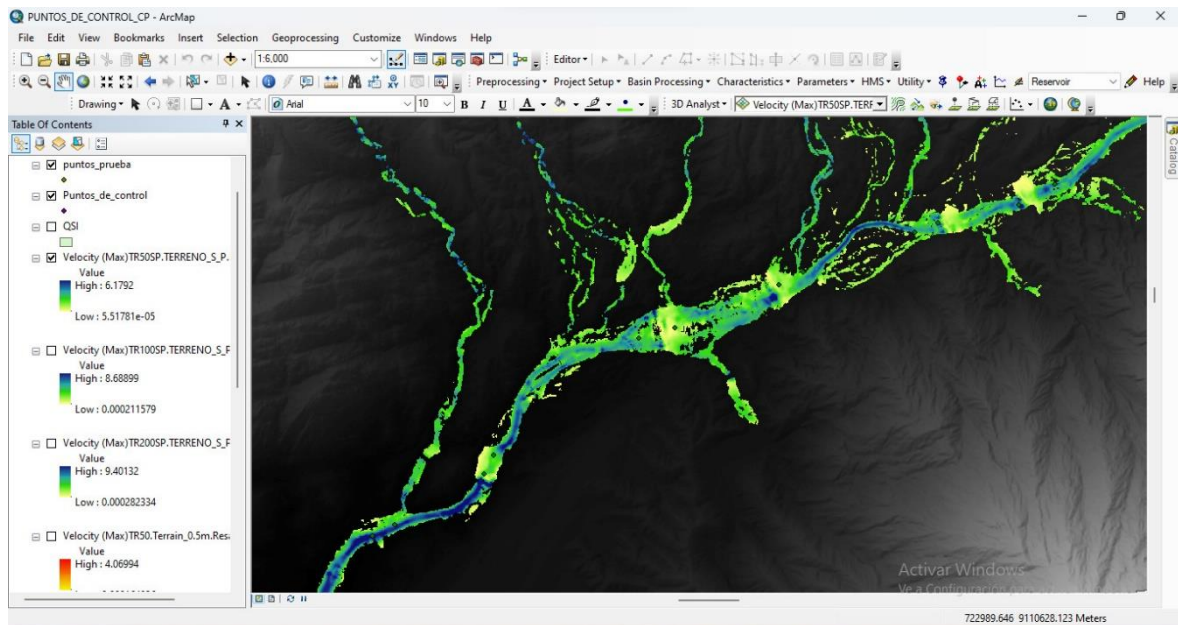 PUNTOS_DE_CONTROL_CP - ArcMap
File Edit View Bookmarks Insert Selection Geoprocessing Customize Windows Help
1:6,000 Editor
Preprocessing Project Setup Basin Processing Characteristics Parameters HMS Utility Reservoir Help
Drawing A Arial 10 B I U A 3D Analyst Velocity (Max)TR50SP.TERF
Table Of Contents
Catalog
puntos_prueba
Puntos_de_control
QSI
Velocity (Max)TR50SP.TERRENO_S_P.
Value
High : 6.1792
Low : 5.51781e-05
Velocity (Max)TR100SP.TERRENO_S_F
Value
High : 8.68899
Low : 0.000211579
Velocity (Max)TR200SP.TERRENO_S_F
Value
High : 9.40132
Low : 0.000282334
Velocity (Max)TR50.Terrain_0.5m.Res
Value
High : 4.06994
Activar Windows
Ve a Configuración para
722989.646 9110628.123 Meters